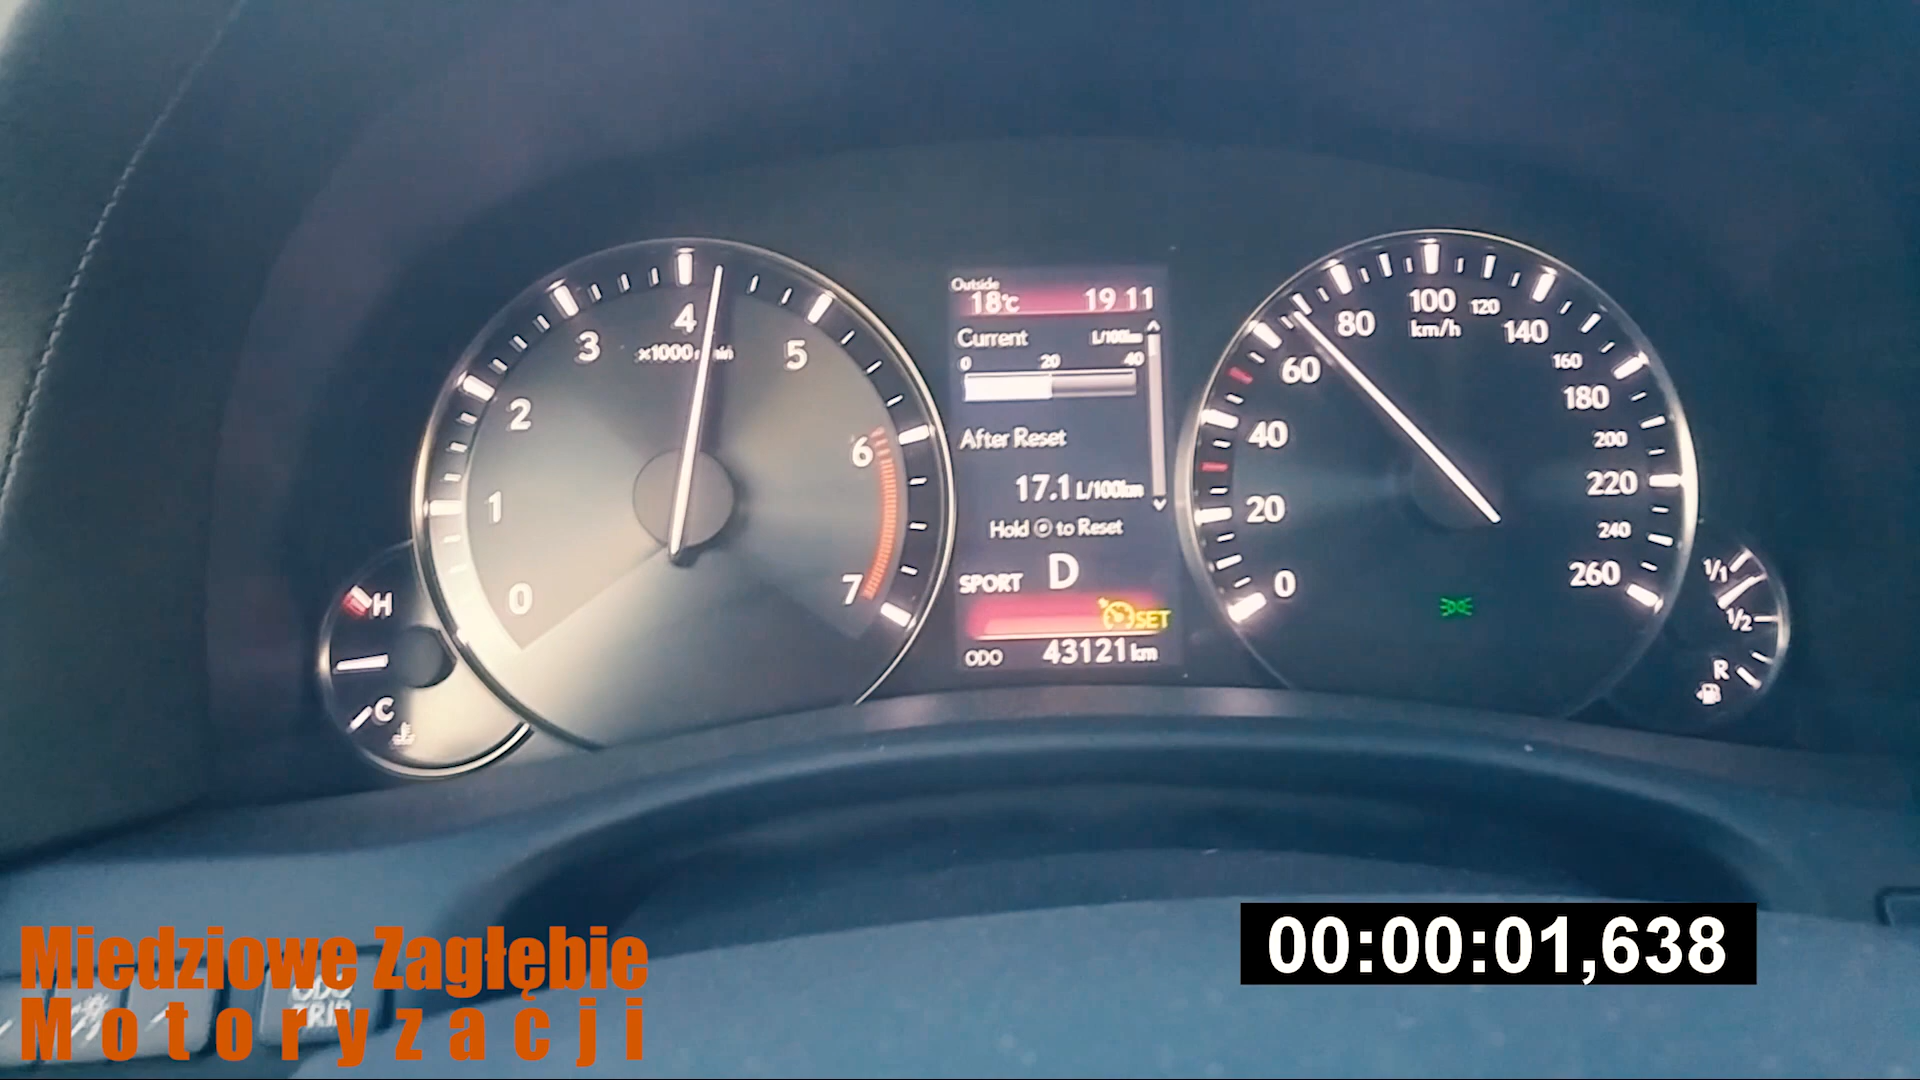 Outside
18°C 19 11
Current L/100km
0 20 40
After Reset
17.1 L/100km
Hold ⊙ to Reset
SPORT D
SET
ODO 43121 km
0 1 2 3 4 5 6 7
×1000 r/min
H
C
0 20 40 60 80 100 120 140 160 180 200 220 240 260
km/h
1/1
1/2
R
00:00:01,638
Miedziowe Zagłębie
Motoryzacji
ODO
TRIP